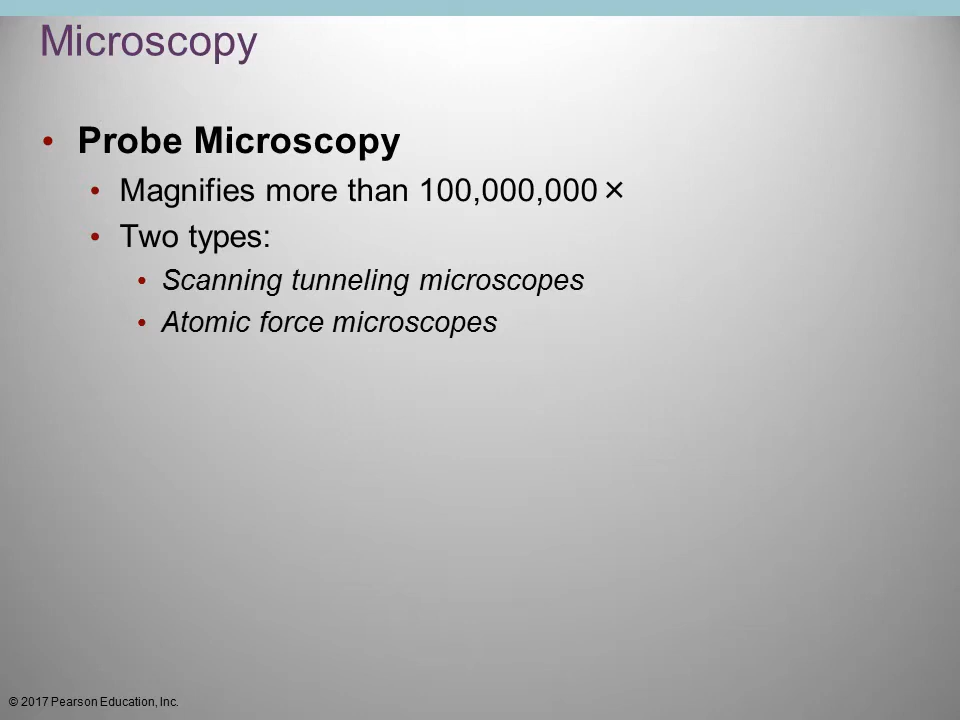 Microscopy
• Probe Microscopy
• Magnifies more than 100,000,000×
• Two types:
• Scanning tunneling microscopes
• Atomic force microscopes
© 2017 Pearson Education, Inc.